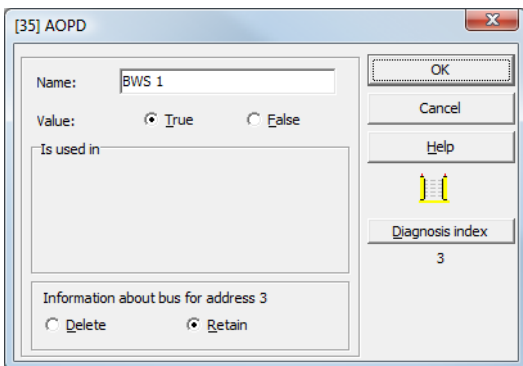 [35] AOPD
Name: BWS 1
Value: True False
Is used in
Information about bus for address 3
Delete Retain
OK
Cancel
Help
Diagnosis index
3